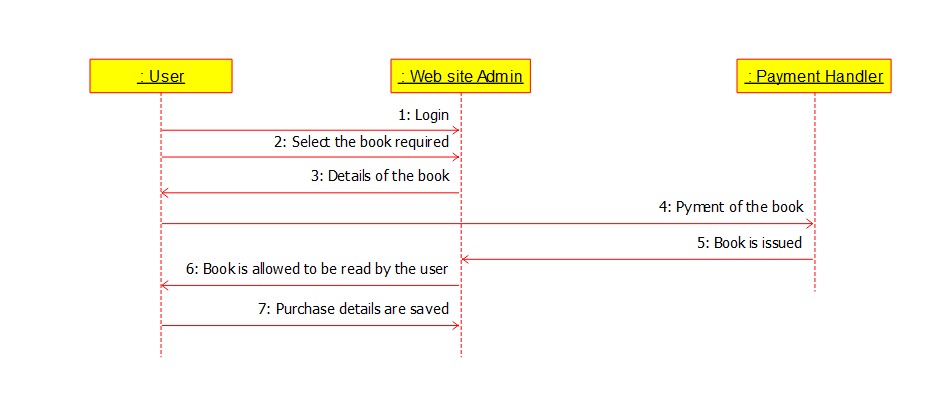 : User
: Web site Admin
: Payment Handler
1: Login
2: Select the book required
3: Details of the book
4: Pyment of the book
5: Book is issued
6: Book is allowed to be read by the user
7: Purchase details are saved